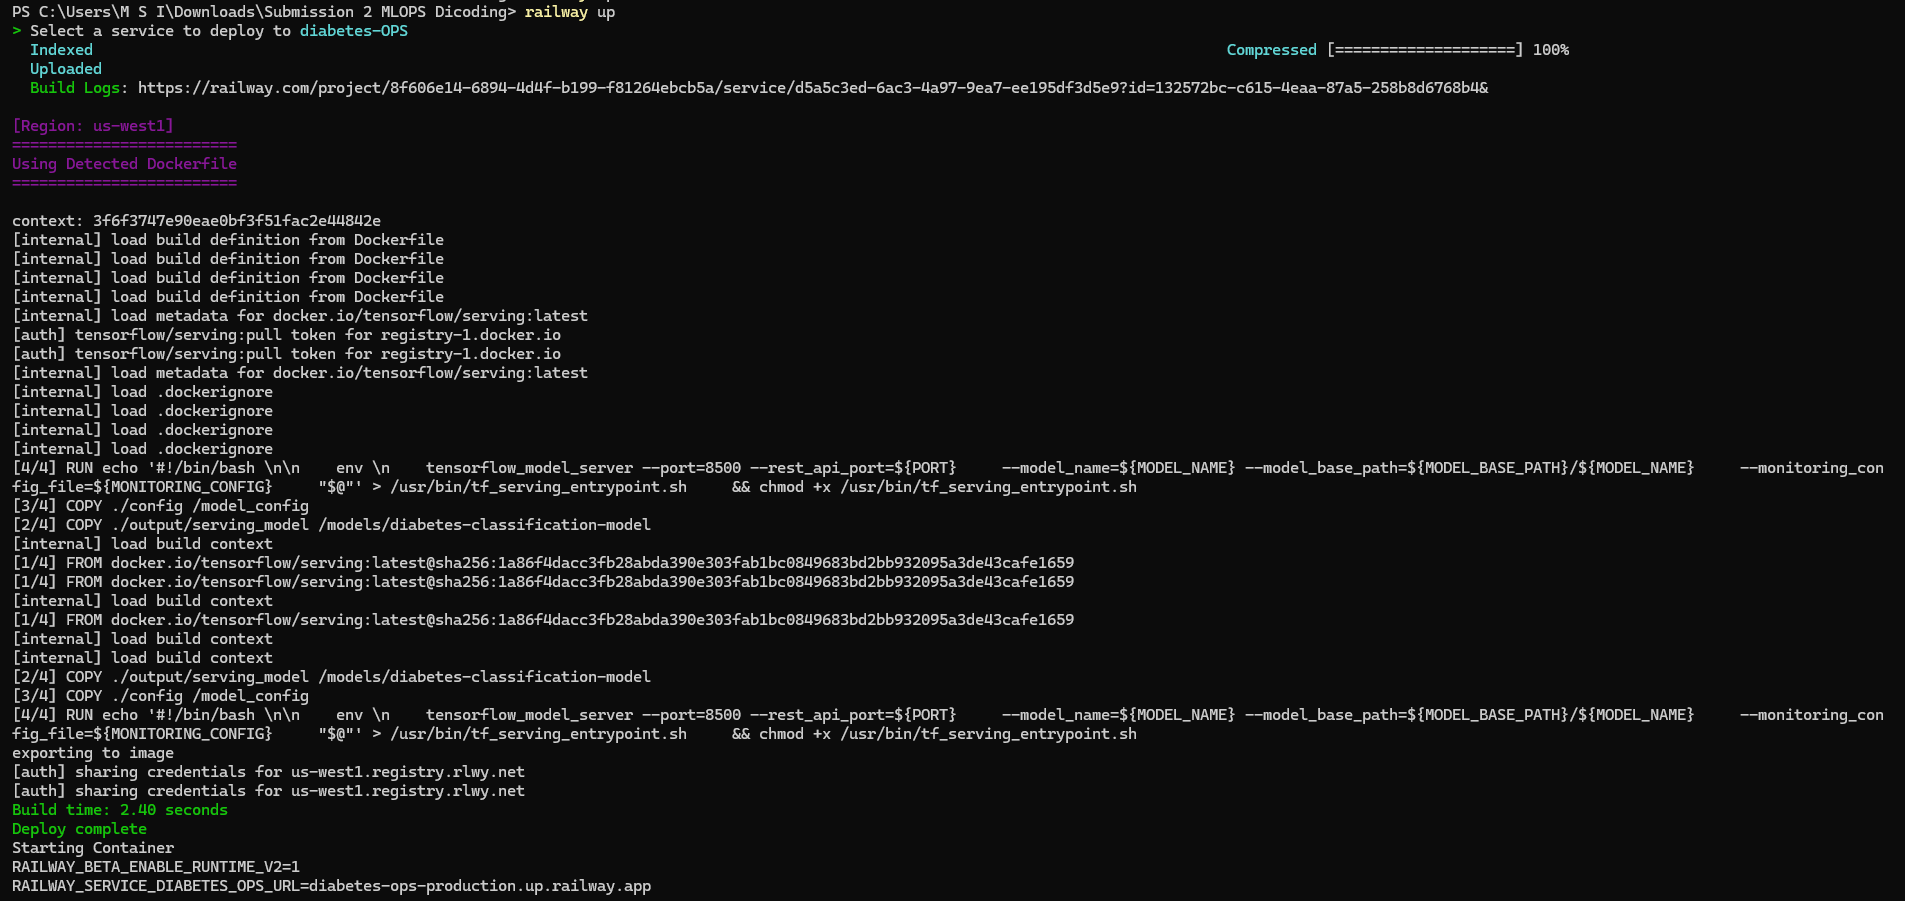 PS C:\Users\M S I\Downloads\Submission 2 MLOPS Dicoding> railway up
> Select a service to deploy to diabetes-OPS
Indexed Compressed [====================] 100%
Uploaded
Build Logs: https://railway.com/project/8f606e14-6894-4d4f-b199-f81264ebcb5a/service/d5a5c3ed-6ac3-4a97-9ea7-ee195df3d5e9?id=132572bc-c615-4eaa-87a5-258b8d6768b4&
[Region: us-west1]
=========================
Using Detected Dockerfile
=========================
context: 3f6f3747e90eae0bf3f51fac2e44842e
[internal] load build definition from Dockerfile
[internal] load build definition from Dockerfile
[internal] load build definition from Dockerfile
[internal] load build definition from Dockerfile
[internal] load metadata for docker.io/tensorflow/serving:latest
[auth] tensorflow/serving:pull token for registry-1.docker.io
[auth] tensorflow/serving:pull token for registry-1.docker.io
[internal] load metadata for docker.io/tensorflow/serving:latest
[internal] load .dockerignore
[internal] load .dockerignore
[internal] load .dockerignore
[internal] load .dockerignore
[4/4] RUN echo '#!/bin/bash \n\n    env \n    tensorflow_model_server --port=8500 --rest_api_port=${PORT}     --model_name=${MODEL_NAME} --model_base_path=${MODEL_BASE_PATH}/${MODEL_NAME}     --monitoring_con
fig_file=${MONITORING_CONFIG}     "$@"' > /usr/bin/tf_serving_entrypoint.sh     && chmod +x /usr/bin/tf_serving_entrypoint.sh
[3/4] COPY ./config /model_config
[2/4] COPY ./output/serving_model /models/diabetes-classification-model
[internal] load build context
[1/4] FROM docker.io/tensorflow/serving:latest@sha256:1a86f4dacc3fb28abda390e303fab1bc0849683bd2bb932095a3de43cafe1659
[1/4] FROM docker.io/tensorflow/serving:latest@sha256:1a86f4dacc3fb28abda390e303fab1bc0849683bd2bb932095a3de43cafe1659
[internal] load build context
[1/4] FROM docker.io/tensorflow/serving:latest@sha256:1a86f4dacc3fb28abda390e303fab1bc0849683bd2bb932095a3de43cafe1659
[internal] load build context
[internal] load build context
[2/4] COPY ./output/serving_model /models/diabetes-classification-model
[3/4] COPY ./config /model_config
[4/4] RUN echo '#!/bin/bash \n\n    env \n    tensorflow_model_server --port=8500 --rest_api_port=${PORT}     --model_name=${MODEL_NAME} --model_base_path=${MODEL_BASE_PATH}/${MODEL_NAME}     --monitoring_con
fig_file=${MONITORING_CONFIG}     "$@"' > /usr/bin/tf_serving_entrypoint.sh     && chmod +x /usr/bin/tf_serving_entrypoint.sh
exporting to image
[auth] sharing credentials for us-west1.registry.rlwy.net
[auth] sharing credentials for us-west1.registry.rlwy.net
Build time: 2.40 seconds
Deploy complete
Starting Container
RAILWAY_BETA_ENABLE_RUNTIME_V2=1
RAILWAY_SERVICE_DIABETES_OPS_URL=diabetes-ops-production.up.railway.app